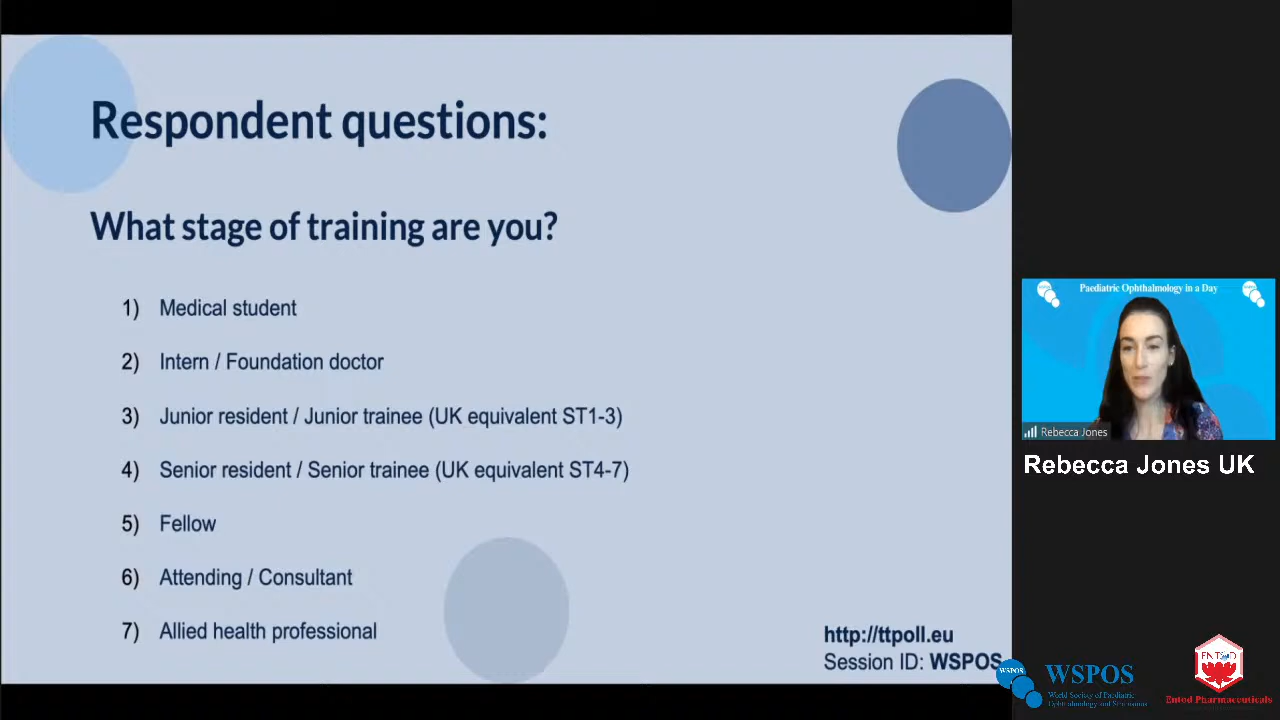 Respondent questions:
What stage of training are you?
1) Medical student
2) Intern / Foundation doctor
3) Junior resident / Junior trainee (UK equivalent ST1-3)
4) Senior resident / Senior trainee (UK equivalent ST4-7)
5) Fellow
6) Attending / Consultant
7) Allied health professional
http://ttpoll.eu
Session ID: WSPOS
Paediatric Ophthalmology in a Day
Rebecca Jones
Rebecca Jones UK
WSPOS
WSPOS
World Society of Paediatric
Ophthalmology and Strabismus
ENTOD
Entod Pharmaceuticals